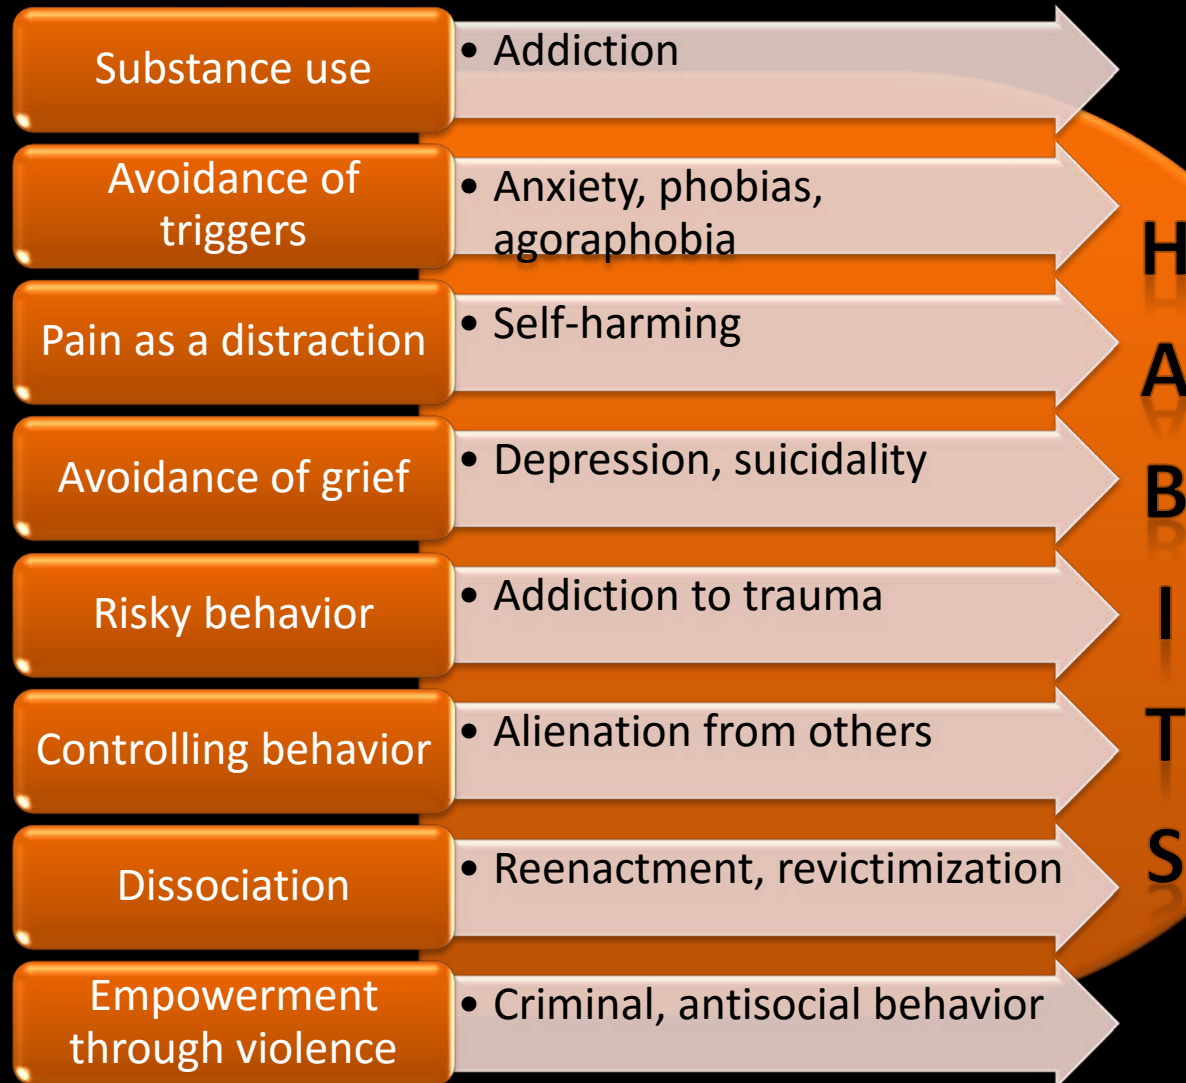 Substance use
• Addiction
Avoidance of
triggers
• Anxiety, phobias,
agoraphobia
Pain as a distraction
• Self-harming
Avoidance of grief
• Depression, suicidality
Risky behavior
• Addiction to trauma
Controlling behavior
• Alienation from others
Dissociation
• Reenactment, revictimization
Empowerment
through violence
• Criminal, antisocial behavior
H
A
B
I
T
S